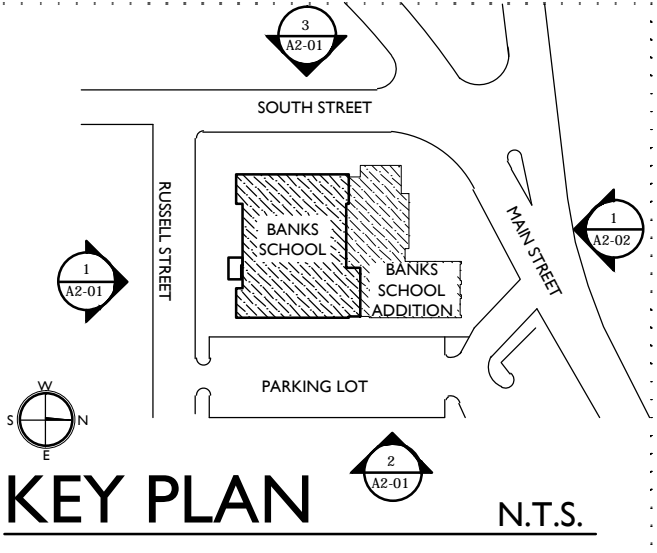 3
A2-01
SOUTH STREET
RUSSELL STREET
BANKS
SCHOOL
MAIN STREET
1
A2-02
1
A2-01
BANKS
SCHOOL
ADDITION
PARKING LOT
W
S
N
E
2
A2-01
KEY PLAN
N.T.S.